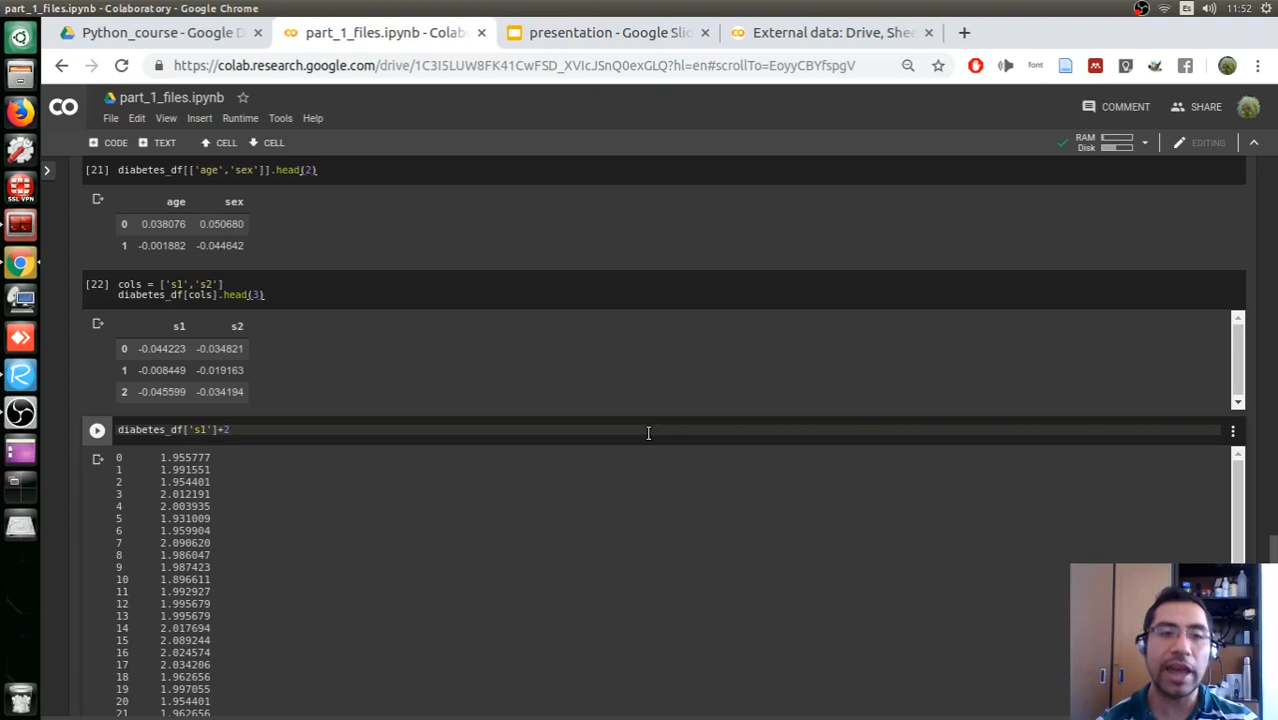 part_1_files.ipynb - Colaboratory - Google Chrome
Es
11:52
Python_course - Google D
part_1_files.ipynb - Colab
presentation - Google Slid
External data: Drive, Shee
https://colab.research.google.com/drive/
hl=en#scrollTo=EoyyCBYfspgV
font
CO
part_1_files.ipynb
COMMENT
SHARE
File Edit View Insert Runtime Tools Help
CODE TEXT CELL CELL
RAM
Disk
EDITING
[21] diabetes_df[['age','sex']].head(2)
age sex
0 0.038076 0.050680
1 -0.001882 -0.044642
[22] cols = ['s1','s2']
diabetes_df[cols].head(3)
s1 s2
0 -0.044223 -0.034821
1 -0.008449 -0.019163
2 -0.045599 -0.034194
diabetes_df['s1']+2
0 1.955777
1 1.991551
2 1.954401
3 2.012191
4 2.003935
5 1.931009
6 1.959904
7 2.090620
8 1.986047
9 1.987423
10 1.896611
11 1.992927
12 1.995679
13 1.995679
14 2.017694
15 2.089244
16 2.024574
17 2.034206
18 1.962656
19 1.997055
20 1.954401
21 1.962656
SSL VPN